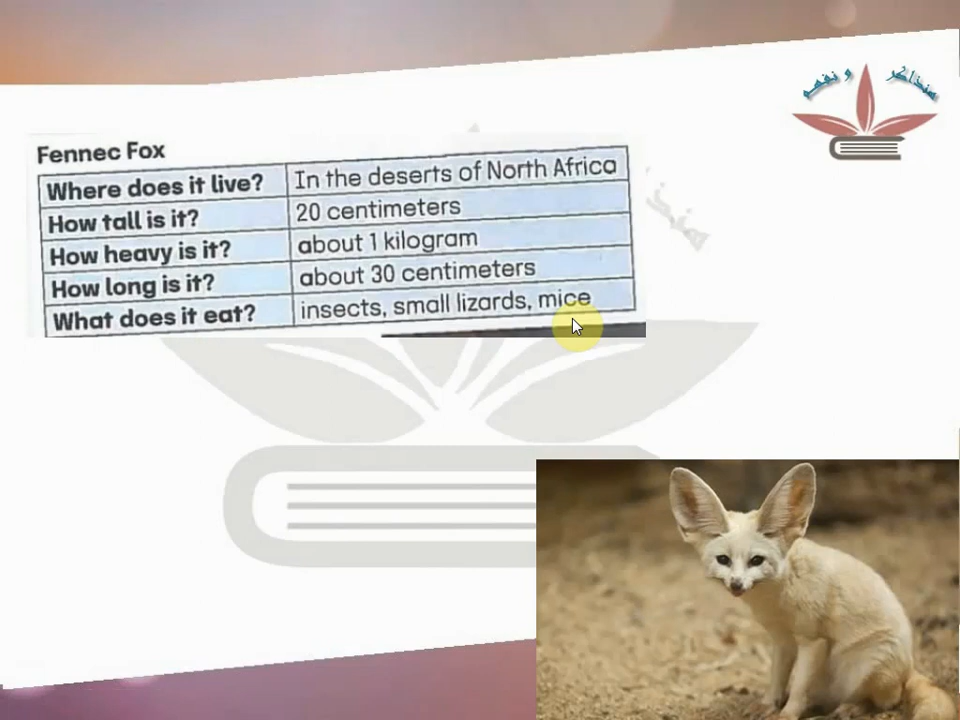 هنذاكر و نفهم
Fennec Fox
Where does it live? In the deserts of North Africa
How tall is it? 20 centimeters
How heavy is it? about 1 kilogram
How long is it? about 30 centimeters
What does it eat? insects, small lizards, mice